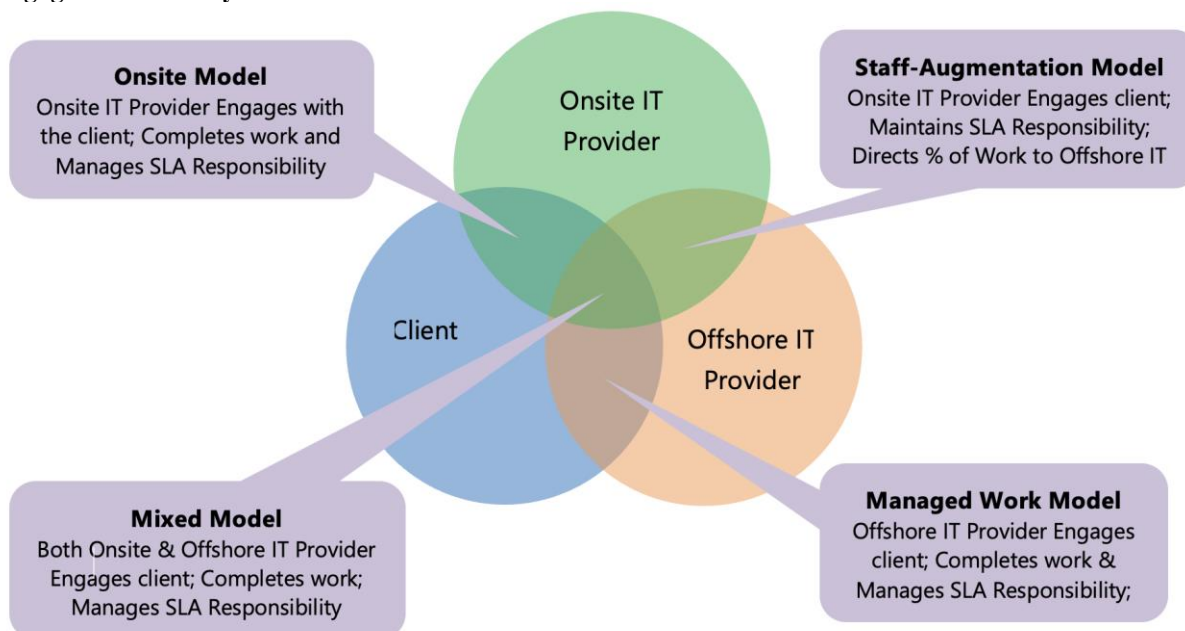 Onsite Model
Onsite IT Provider Engages with
the client; Completes work and
Manages SLA Responsibility
Onsite IT
Provider
Staff-Augmentation Model
Onsite IT Provider Engages client;
Maintains SLA Responsibility;
Directs % of Work to Offshore IT
Client
Offshore IT
Provider
Mixed Model
Both Onsite & Offshore IT Provider
Engages client; Completes work;
Manages SLA Responsibility
Managed Work Model
Offshore IT Provider Engages
client; Completes work &
Manages SLA Responsibility;